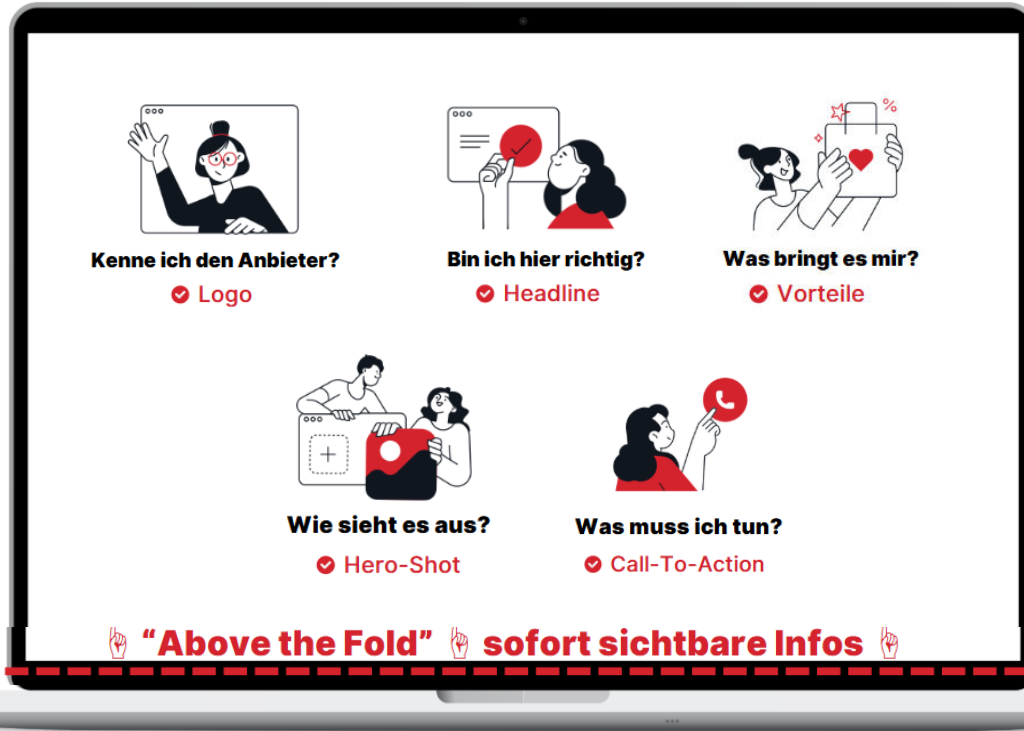 %
Kenne ich den Anbieter?
Logo
Bin ich hier richtig?
Headline
Was bringt es mir?
Vorteile
Wie sieht es aus?
Hero-Shot
Was muss ich tun?
Call-To-Action
☝ “Above the Fold” ☝ sofort sichtbare Infos ☝